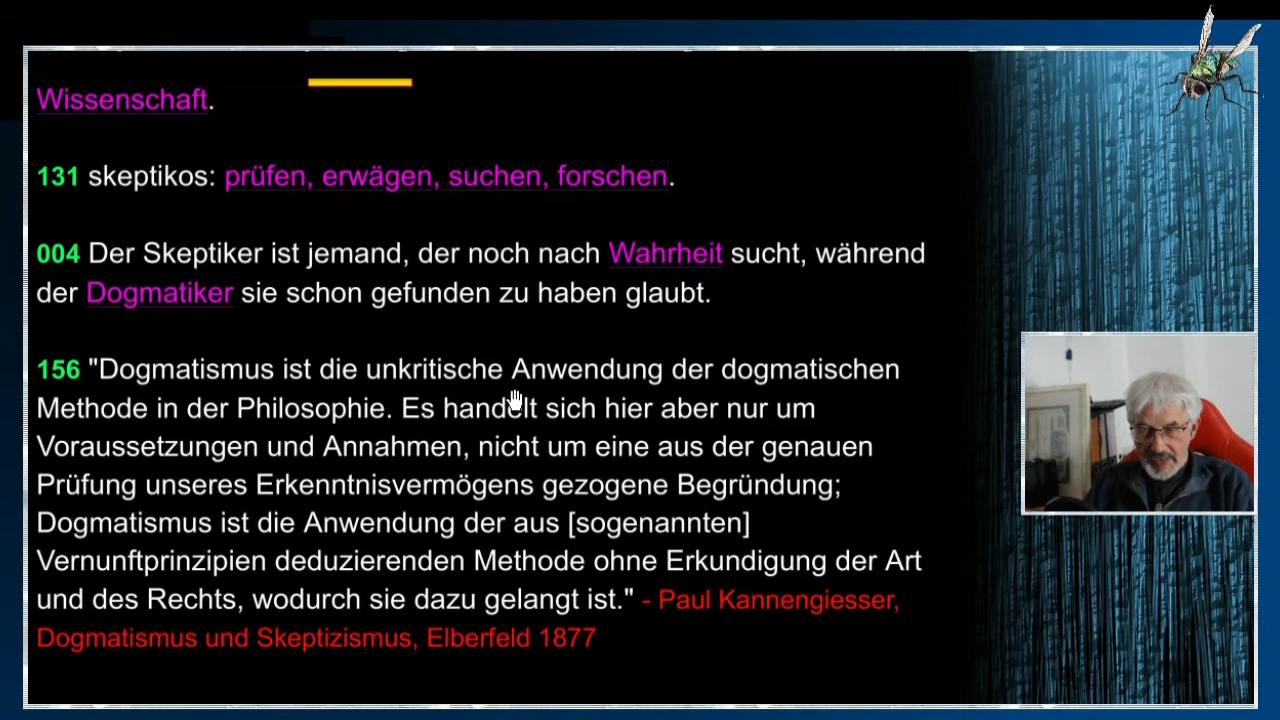 Wissenschaft.
131 skeptikos: prüfen, erwägen, suchen, forschen.
004 Der Skeptiker ist jemand, der noch nach Wahrheit sucht, während
der Dogmatiker sie schon gefunden zu haben glaubt.
156 "Dogmatismus ist die unkritische Anwendung der dogmatischen
Methode in der Philosophie. Es handelt sich hier aber nur um
Voraussetzungen und Annahmen, nicht um eine aus der genauen
Prüfung unseres Erkenntnisvermögens gezogene Begründung;
Dogmatismus ist die Anwendung der aus [sogenannten]
Vernunftprinzipien deduzierenden Methode ohne Erkundigung der Art
und des Rechts, wodurch sie dazu gelangt ist." - Paul Kannengiesser,
Dogmatismus und Skeptizismus, Elberfeld 1877